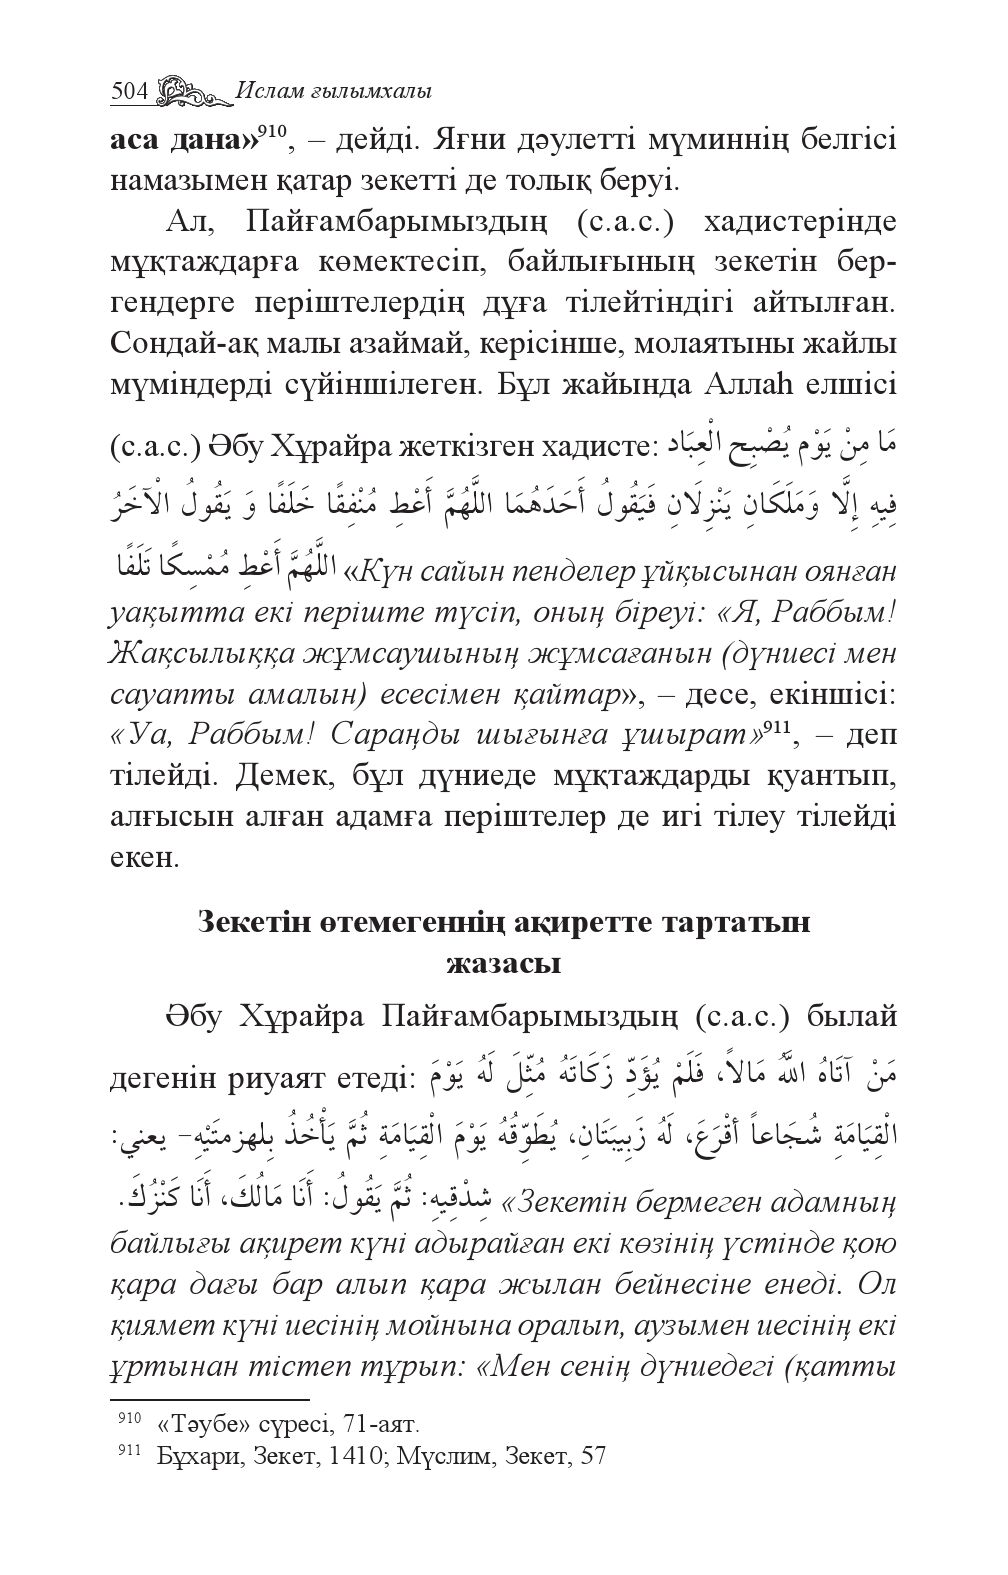 504 Ислам ғылымхалы
аса дана»⁹¹⁰, – дейді. Яғни дәулетті мүминнің белгісі
намазымен қатар зекетті де толық беруі.
Ал, Пайғамбарымыздың (с.а.с.) хадистерінде
мұқтаждарға көмектесіп, байлығының зекетін бер-
гендерге періштелердің дұға тілейтіндігі айтылған.
Сондай-ақ малы азаймай, керісінше, молаятыны жайлы
мүміндерді сүйіншілеген. Бұл жайында Аллаһ елшісі
(с.а.с.) Әбу Хұрайра жеткізген хадисте: مَا مِنْ يَوْم يُصْبِح الْعِبَاد
فِيهِ إِلَّا وَمَلَكَانِ يَنْزِلَانِ فَيَقُولُ أَحَدَهُمَا اللَّهُمَّ أَعْطِ مُنْفِقًا خَلَفًا وَ يَقُولُ الْآخَرُ
اللَّهُمَّ أَعْطِ مُمْسِكًا تَلَفًا «Күн сайын пенделер ұйқысынан оянған
уақытта екі періште түсіп, оның біреуі: «Я, Раббым!
Жақсылыққа жұмсаушының жұмсағанын (дүниесі мен
сауапты амалын) есесімен қайтар», – десе, екіншісі:
«Уа, Раббым! Сараңды шығынға ұшырат»⁹¹¹, – деп
тілейді. Демек, бұл дүниеде мұқтаждарды қуантып,
алғысын алған адамға періштелер де игі тілеу тілейді
екен.
Зекетін өтемегеннің ақиретте тартатын
жазасы
Әбу Хұрайра Пайғамбарымыздың (с.а.с.) былай
дегенін риуаят етеді: مَنْ آتَاهُ اللَّهُ مَالاً، فَلَمْ يُؤَدِّ زَكَاتَهُ مُثِّلَ لَهُ يَوْمَ
الْقِيَامَةِ شُجَاعاً أَقْرَعَ، لَهُ زَبِيبَتَانِ، يُطَوِّقُهُ يَوْمَ الْقِيَامَةِ ثُمَّ يَأْخُذُ بِلهزمتَيْهِ– يعني:
شِدْقِيهِ: ثُمَّ يَقُولُ: أَنَا مَالُكَ، أَنَا كَنْزُكَ. «Зекетін бермеген адамның
байлығы ақирет күні адырайған екі көзінің үстінде қою
қара дағы бар алып қара жылан бейнесіне енеді. Ол
қиямет күні иесінің мойнына оралып, аузымен иесінің екі
ұртынан тістеп тұрып: «Мен сенің дүниедегі (қатты
⁹¹⁰ «Тәубе» сүресі, 71-аят.
⁹¹¹ Бұхари, Зекет, 1410; Мүслим, Зекет, 57